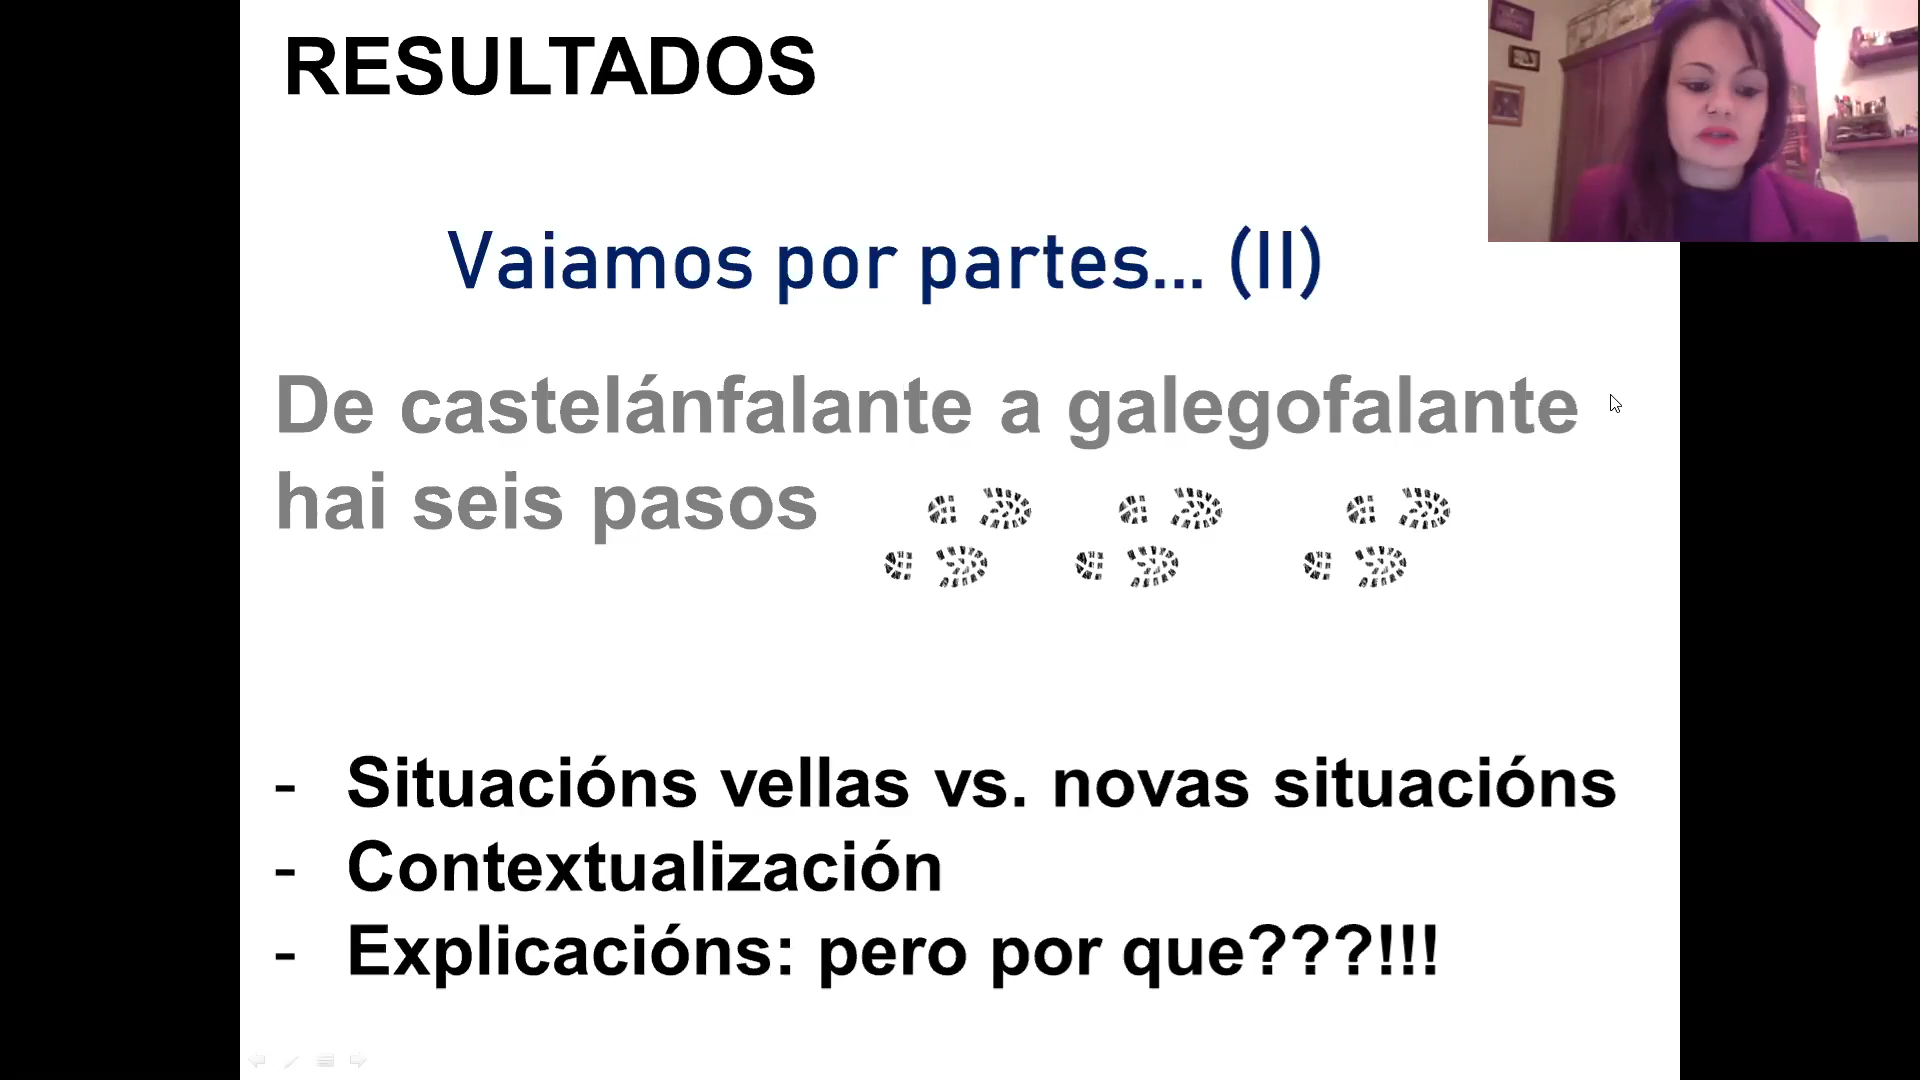 RESULTADOS
Vaiamos por partes... (II)
De castelánfalante a galegofalante
hai seis pasos
- Situacións vellas vs. novas situacións
- Contextualización
- Explicacións: pero por que???!!!